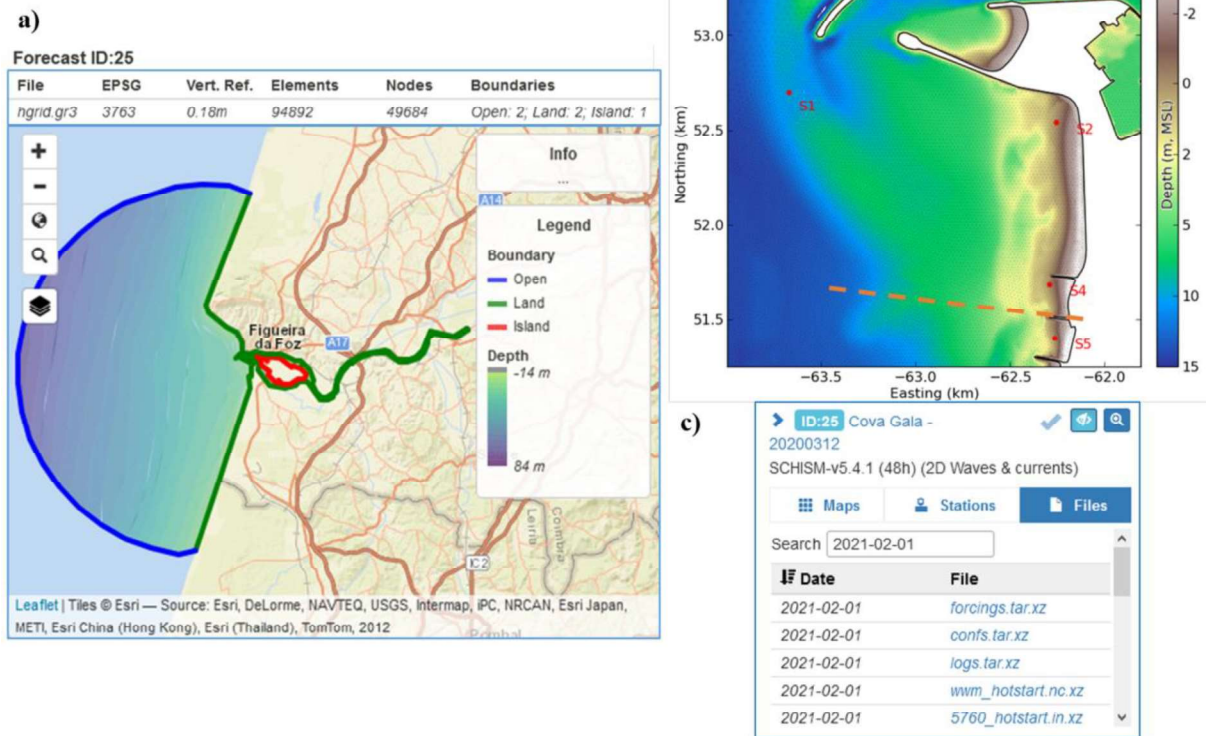 a)
Forecast ID:25
File EPSG Vert. Ref. Elements Nodes Boundaries
hgrid.gr3 3763 0.18m 94892 49684 Open: 2; Land: 2; Island: 1
+
−
Info
...
A14
Legend
Boundary
Open
Land
Island
Depth
-14 m
84 m
Figueira
da Foz
A17
Leiria
Coimbra
IC2
Pombal
Leaflet | Tiles © Esri — Source: Esri, DeLorme, NAVTEQ, USGS, Intermap, iPC, NRCAN, Esri Japan,
METI, Esri China (Hong Kong), Esri (Thailand), TomTom, 2012
Northing (km)
53.0
52.5
52.0
51.5
S1
S2
S4
S5
−63.5 −63.0 −62.5 −62.0
Easting (km)
-2
0
2
5
10
15
Depth (m, MSL)
c)
ID:25 Cova Gala -
20200312
SCHISM-v5.4.1 (48h) (2D Waves & currents)
Maps Stations Files
Search 2021-02-01
Date File
2021-02-01 forcings.tar.xz
2021-02-01 confs.tar.xz
2021-02-01 logs.tar.xz
2021-02-01 wwm_hotstart.nc.xz
2021-02-01 5760_hotstart.in.xz